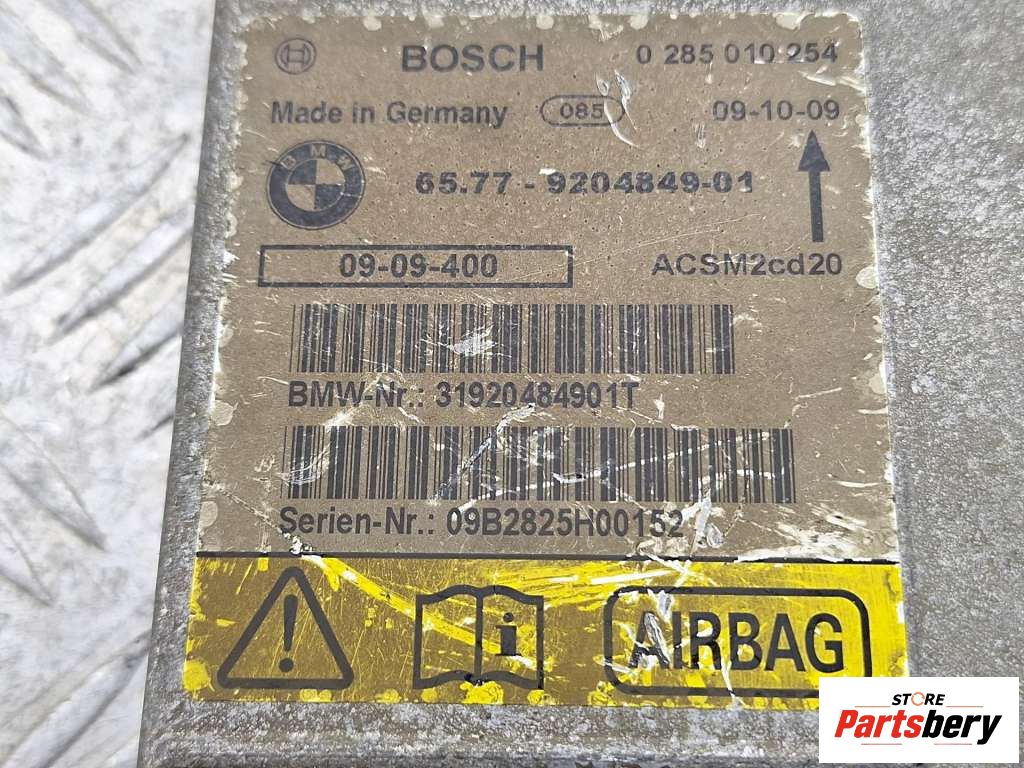 BOSCH 0 285 010 254
Made in Germany 085 09-10-09
BMW 65.77 - 9204849-01
09-09-400 ACSM2cd20
BMW-Nr.: 31920484901T
Serien-Nr.: 09B2825H00152
! i AIRBAG
STORE
Partsbery